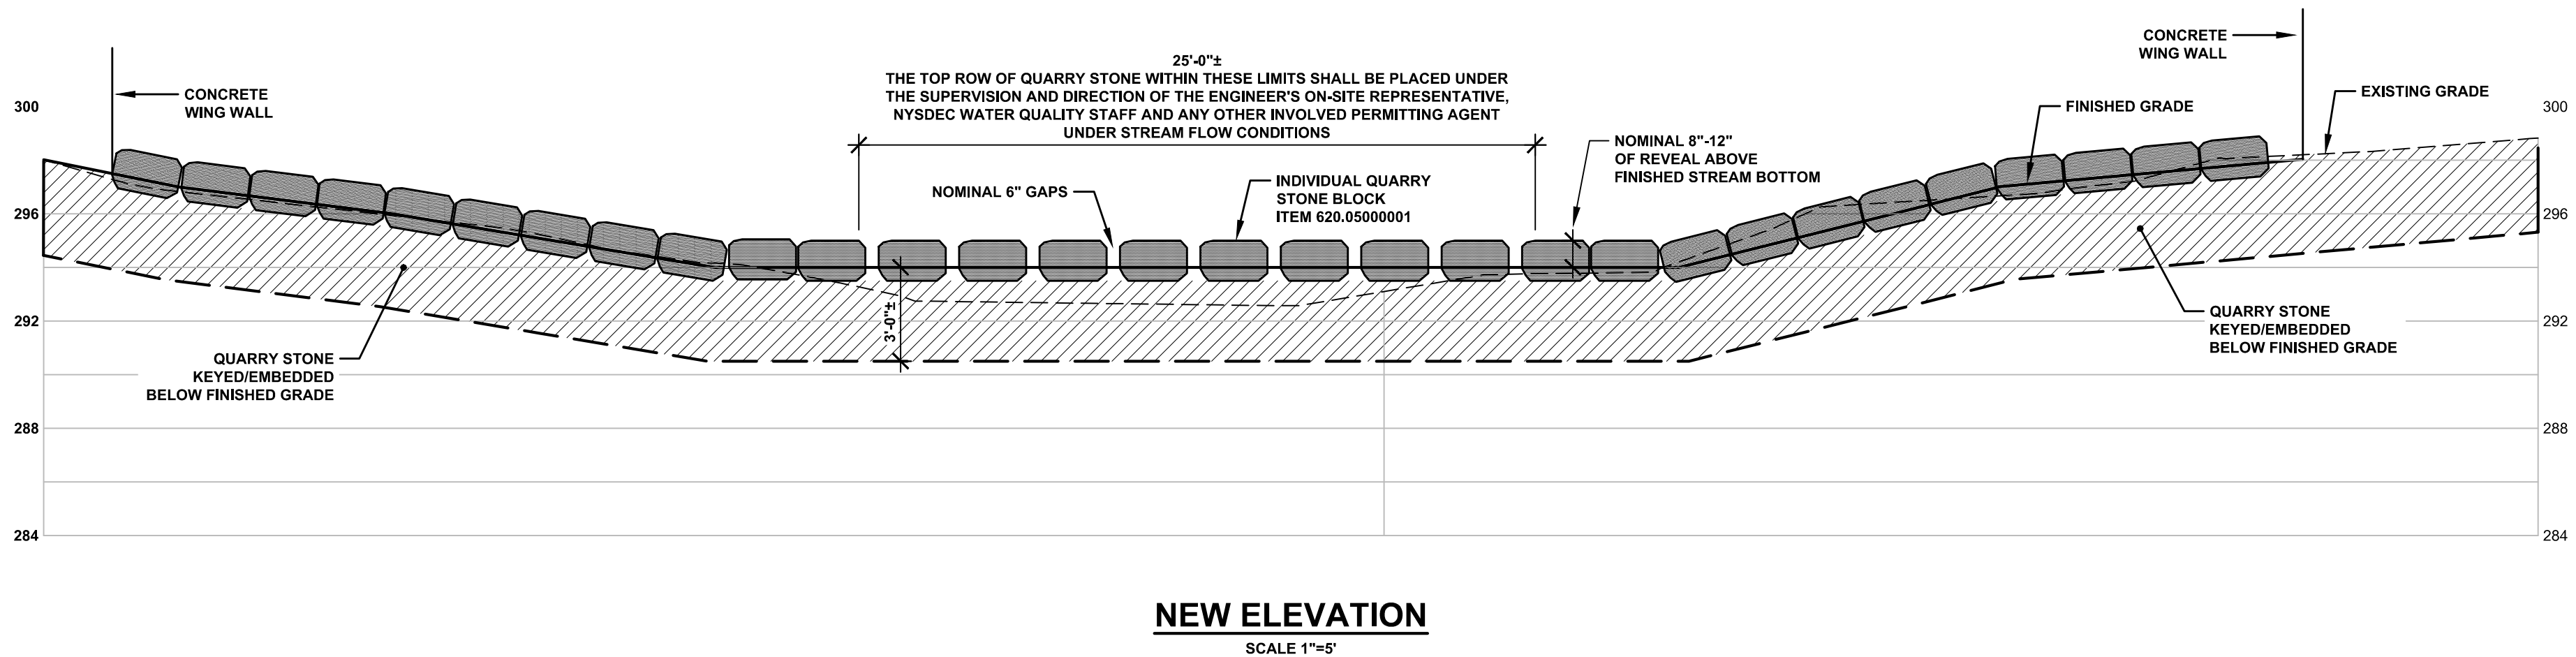 25'-0"±
THE TOP ROW OF QUARRY STONE WITHIN THESE LIMITS SHALL BE PLACED UNDER
THE SUPERVISION AND DIRECTION OF THE ENGINEER'S ON-SITE REPRESENTATIVE,
NYSDEC WATER QUALITY STAFF AND ANY OTHER INVOLVED PERMITTING AGENT
UNDER STREAM FLOW CONDITIONS
CONCRETE
WING WALL
CONCRETE
WING WALL
EXISTING GRADE
FINISHED GRADE
NOMINAL 8"-12"
OF REVEAL ABOVE
FINISHED STREAM BOTTOM
NOMINAL 6" GAPS
INDIVIDUAL QUARRY
STONE BLOCK
ITEM 620.05000001
3'-0"±
QUARRY STONE
KEYED/EMBEDDED
BELOW FINISHED GRADE
QUARRY STONE
KEYED/EMBEDDED
BELOW FINISHED GRADE
300
296
292
288
284
300
296
292
288
284
NEW ELEVATION
SCALE 1"=5'